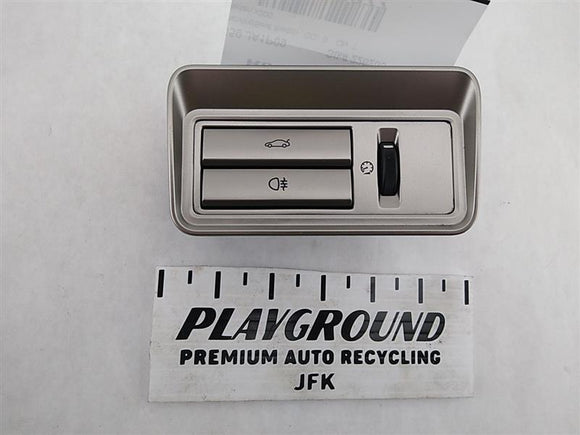 PLAYGROUND
PREMIUM AUTO RECYCLING
JFK